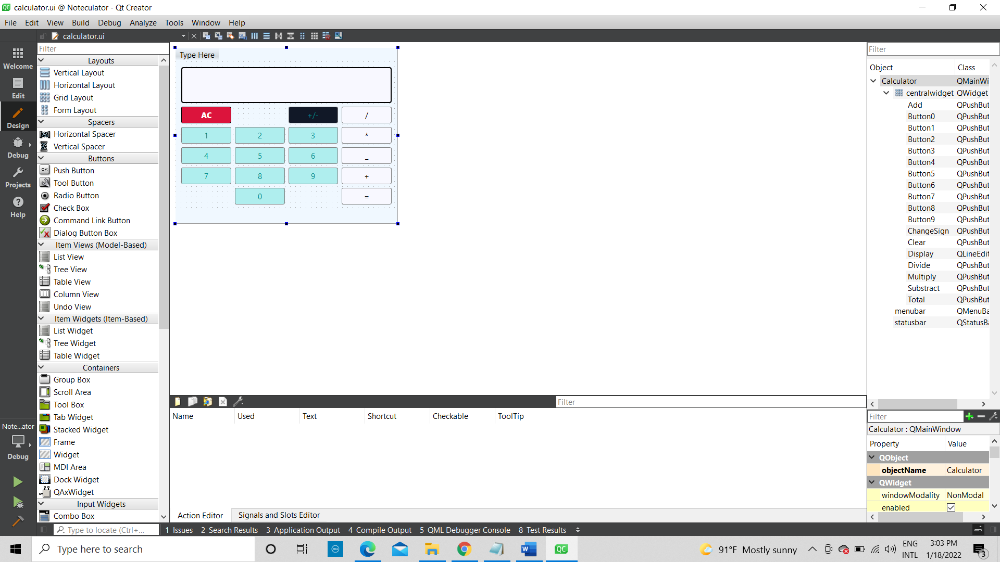 calculator.ui @ Noteculator - Qt Creator
File Edit View Build Debug Analyze Tools Window Help
calculator.ui
Welcome
Edit
Design
Debug
Projects
Help
Note...ator
Debug
Filter
Layouts
Vertical Layout
Horizontal Layout
Grid Layout
Form Layout
Spacers
Horizontal Spacer
Vertical Spacer
Buttons
OK Push Button
Tool Button
Radio Button
Check Box
Command Link Button
Dialog Button Box
Item Views (Model-Based)
List View
Tree View
Table View
Column View
Undo View
Item Widgets (Item-Based)
List Widget
Tree Widget
Table Widget
Containers
Group Box
Scroll Area
Tool Box
Tab Widget
Stacked Widget
Frame
Widget
MDI Area
Dock Widget
QAxWidget
Input Widgets
Combo Box
Type Here
AC +/- /
1 2 3 *
4 5 6 _
7 8 9 +
0 =
Filter
Name Used Text Shortcut Checkable ToolTip
Action Editor Signals and Slots Editor
Filter
Object Class
Calculator QMainWi
centralwidget QWidget
Add QPushBut
Button0 QPushBut
Button1 QPushBut
Button2 QPushBut
Button3 QPushBut
Button4 QPushBut
Button5 QPushBut
Button6 QPushBut
Button7 QPushBut
Button8 QPushBut
Button9 QPushBut
ChangeSign QPushBut
Clear QPushBut
Display QLineEdit
Divide QPushBut
Multiply QPushBut
Substract QPushBut
Total QPushBut
menubar QMenuBa
statusbar QStatusBa
Filter
Calculator : QMainWindow
Property Value
QObject
objectName Calculator
QWidget
windowModality NonModal
enabled
Type to locate (Ctrl+... 1 Issues 2 Search Results 3 Application Output 4 Compile Output 5 QML Debugger Console 8 Test Results
Type here to search
DELL
W
QC
91°F Mostly sunny
ENG
INTL
3:03 PM
1/18/2022
3